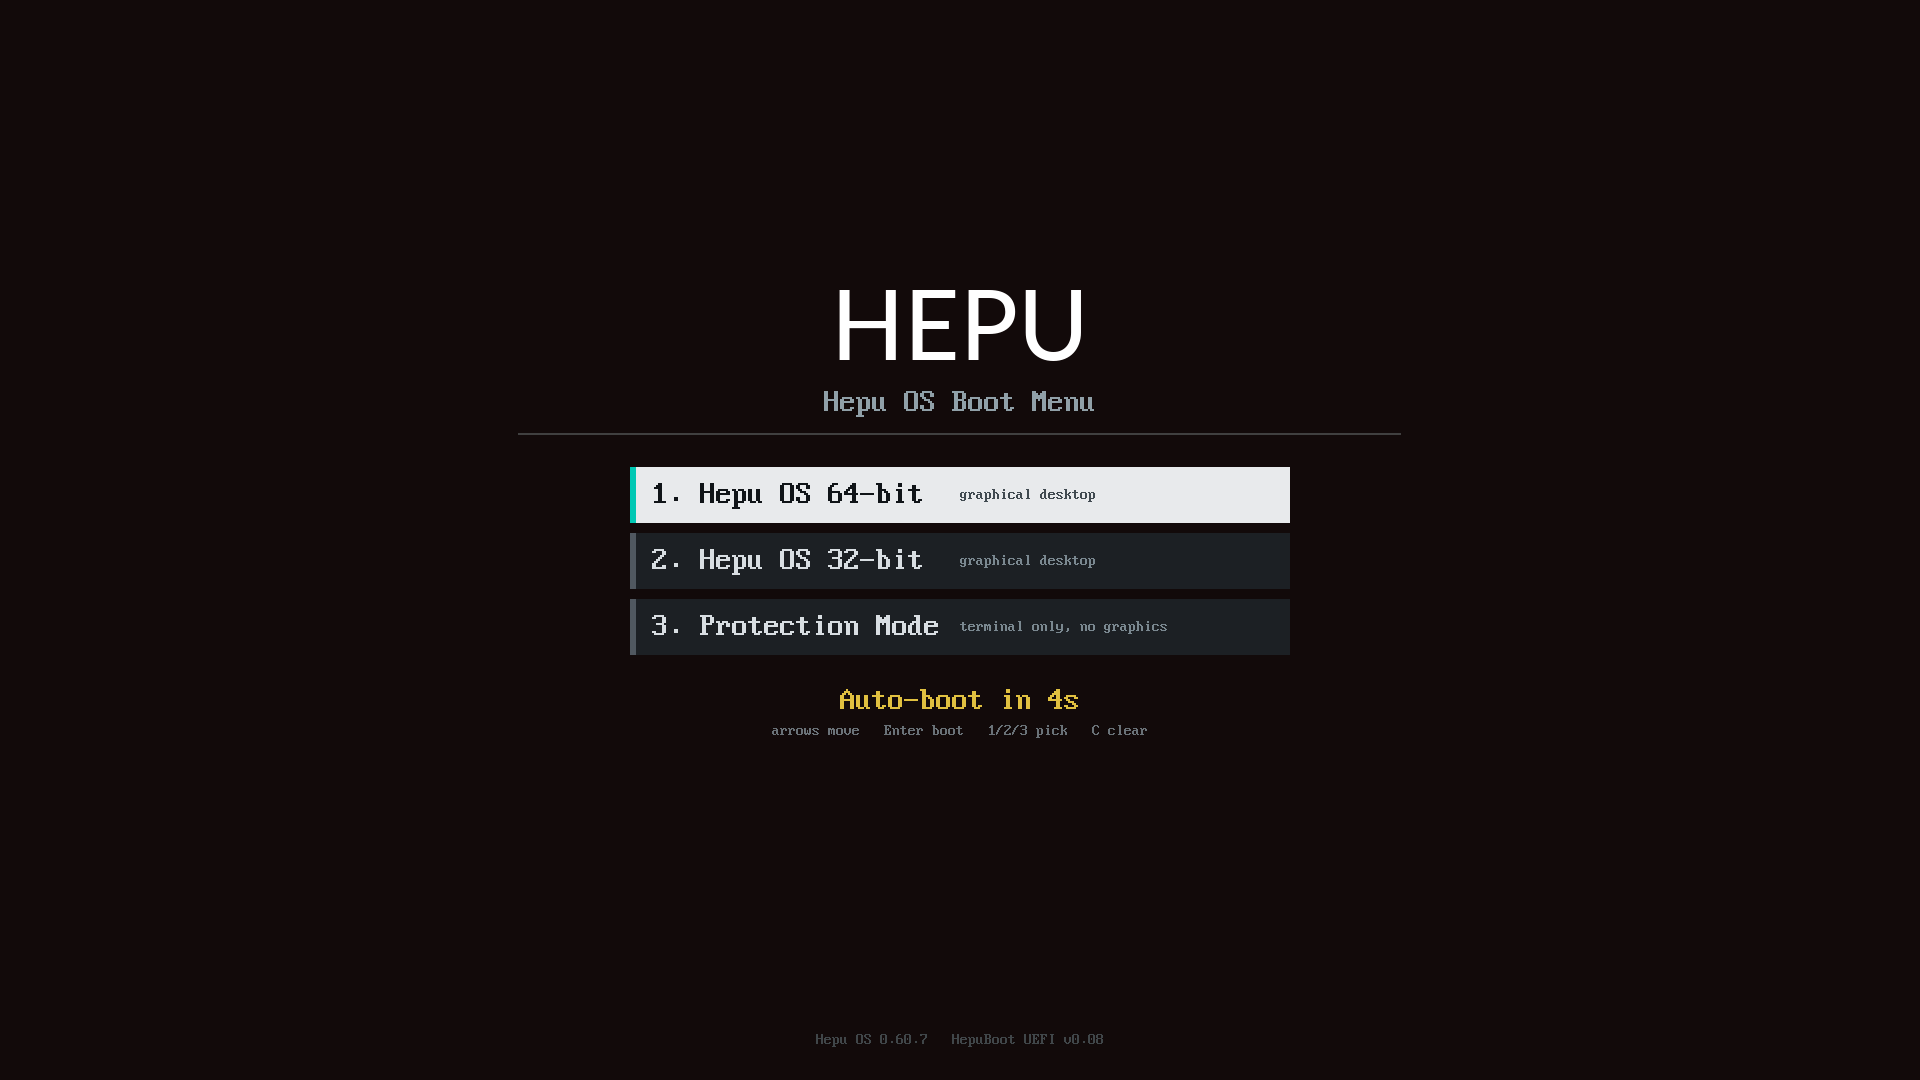 HEPU
Hepu OS Boot Menu
1. Hepu OS 64-bit graphical desktop
2. Hepu OS 32-bit graphical desktop
3. Protection Mode terminal only, no graphics
Auto-boot in 4s
arrows move Enter boot 1/2/3 pick C clear
Hepu OS 0.60.7 HepuBoot UEFI v0.08